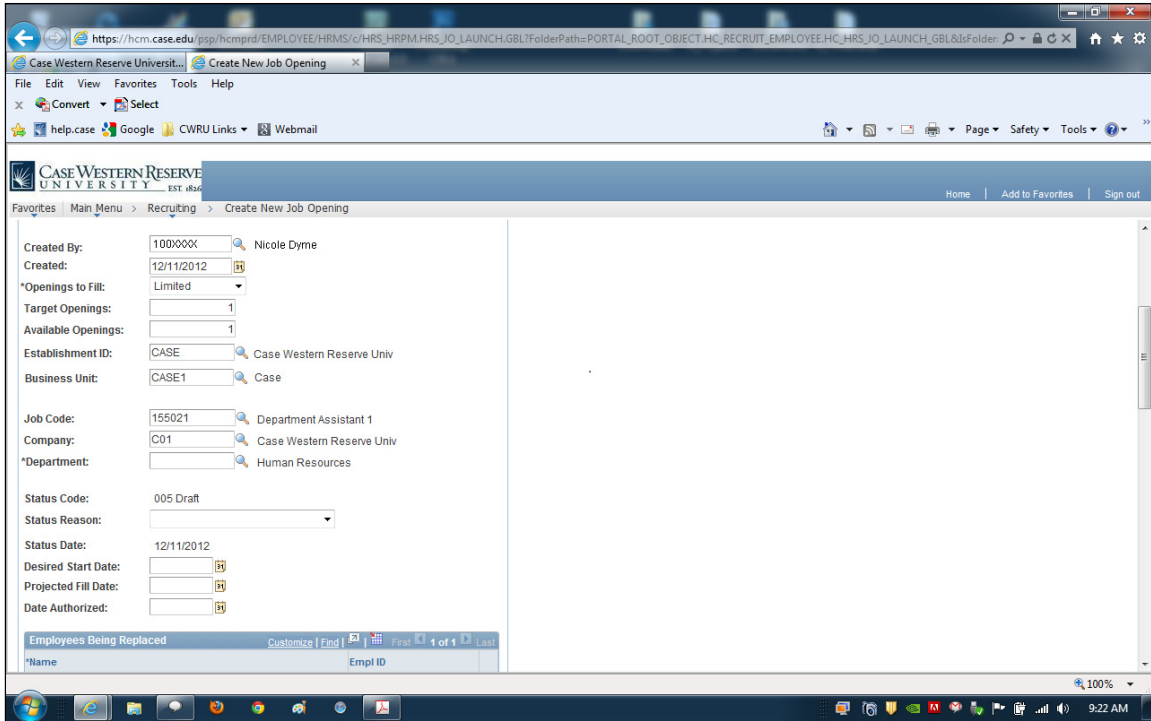 https://hcm.case.edu/psp/hcmprd/EMPLOYEE/HRMS/c/HRS_HRPM.HRS_JO_LAUNCH.GBL?FolderPath=PORTAL_ROOT_OBJECT.HC_RECRUIT_EMPLOYEE.HC_HRS_JO_LAUNCH_GBL&IsFolder:
Case Western Reserve Universit... Create New Job Opening ×
File Edit View Favorites Tools Help
x Convert Select
help.case Google CWRU Links Webmail Page Safety Tools
CASE WESTERN RESERVE
UNIVERSITY EST. 1826
Home | Add to Favorites | Sign out
Favorites Main Menu > Recruiting > Create New Job Opening
Created By: 100XXXX Nicole Dyme
Created: 12/11/2012 31
*Openings to Fill: Limited
Target Openings: 1
Available Openings: 1
Establishment ID: CASE Case Western Reserve Univ
Business Unit: CASE1 Case
Job Code: 155021 Department Assistant 1
Company: C01 Case Western Reserve Univ
*Department: Human Resources
Status Code: 005 Draft
Status Reason:
Status Date: 12/11/2012
Desired Start Date: 31
Projected Fill Date: 31
Date Authorized: 31
Employees Being Replaced Customize | Find | First 1 of 1 Last
*Name Empl ID
100%
9:22 AM